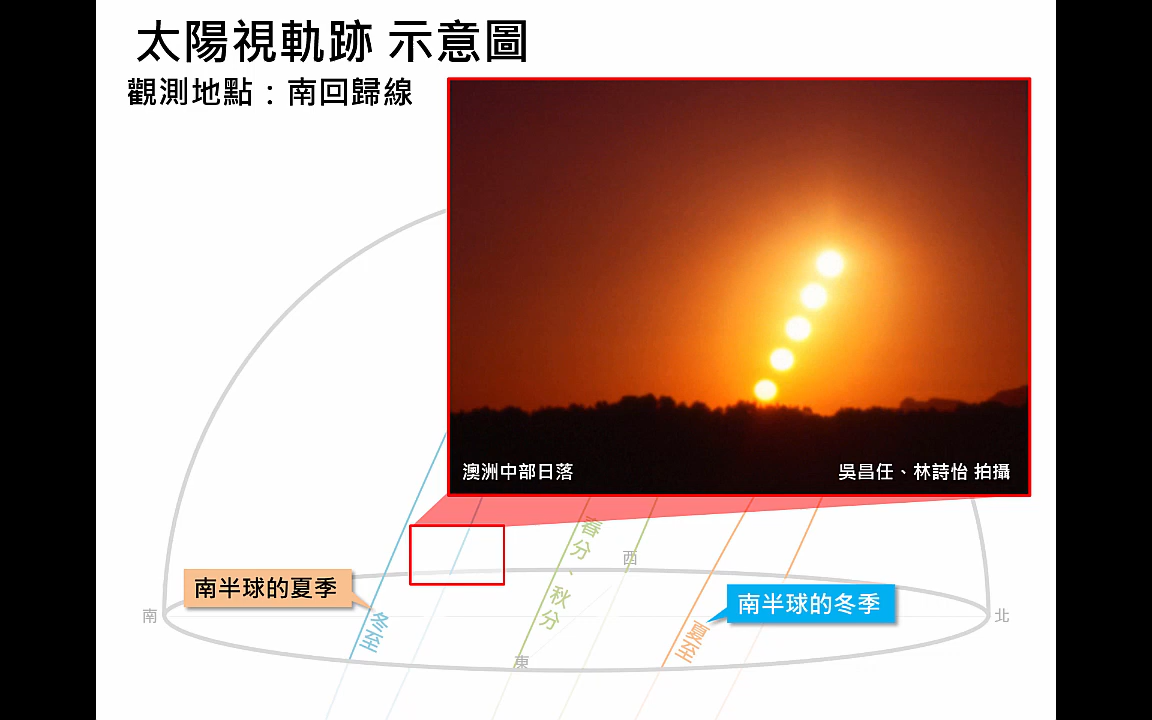 太陽視軌跡 示意圖
觀測地點：南回歸線
澳洲中部日落
吳昌任、林詩怡 拍攝
春分、秋分
西
南半球的夏季
南半球的冬季
南
北
冬至
夏至
東